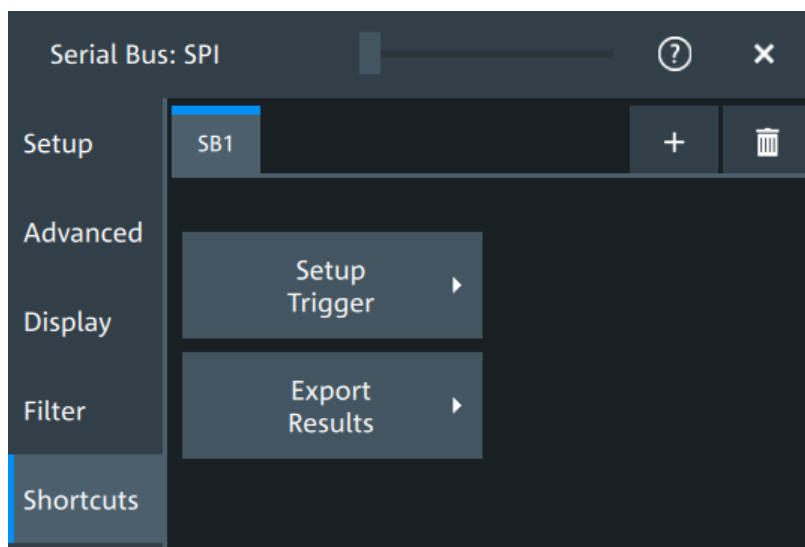 Serial Bus: SPI
Setup
SB1
Advanced
Setup
Trigger
Display
Export
Results
Filter
Shortcuts